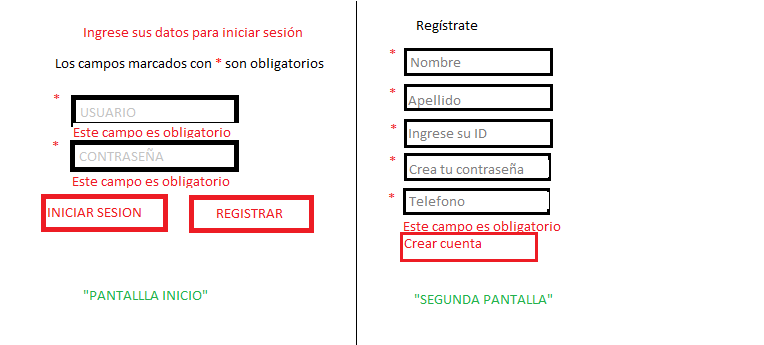 Ingrese sus datos para iniciar sesión
Los campos marcados con * son obligatorios
* USUARIO
Este campo es obligatorio
* CONTRASEÑA
Este campo es obligatorio
INICIAR SESION REGISTRAR
"PANTALLLA INICIO"
Regístrate
* Nombre
* Apellido
* Ingrese su ID
* Crea tu contraseña
* Telefono
Este campo es obligatorio
Crear cuenta
"SEGUNDA PANTALLA"